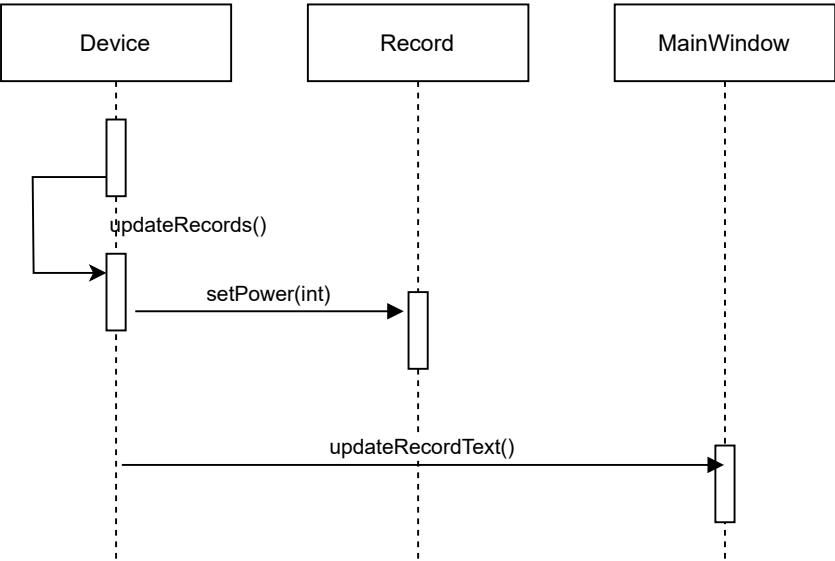 Device
Record
MainWindow
updateRecords()
setPower(int)
updateRecordText()